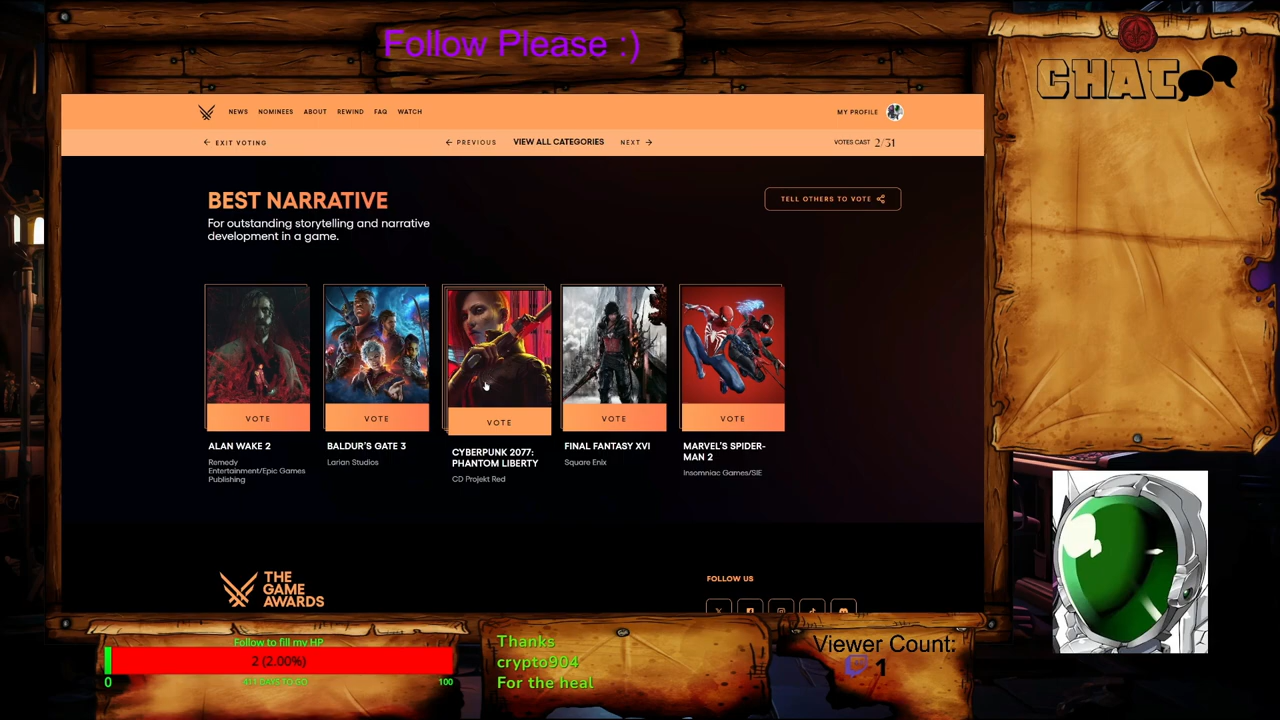 Follow Please :)
CHAT
NEWS NOMINEES ABOUT REWIND FAQ WATCH
MY PROFILE
EXIT VOTING
PREVIOUS VIEW ALL CATEGORIES NEXT
VOTES CAST 2/31
BEST NARRATIVE
For outstanding storytelling and narrative
development in a game.
TELL OTHERS TO VOTE
VOTE
ALAN WAKE 2
Remedy
Entertainment/Epic Games
Publishing
VOTE
BALDUR'S GATE 3
Larian Studios
VOTE
CYBERPUNK 2077:
PHANTOM LIBERTY
CD Projekt Red
VOTE
FINAL FANTASY XVI
Square Enix
VOTE
MARVEL'S SPIDER-
MAN 2
Insomniac Games/SIE
THE
GAME
AWARDS
FOLLOW US
Follow to fill my HP
2 (2.00%)
0
DAYS TO GO
100
Thanks
crypto904
For the heal
Viewer Count:
1